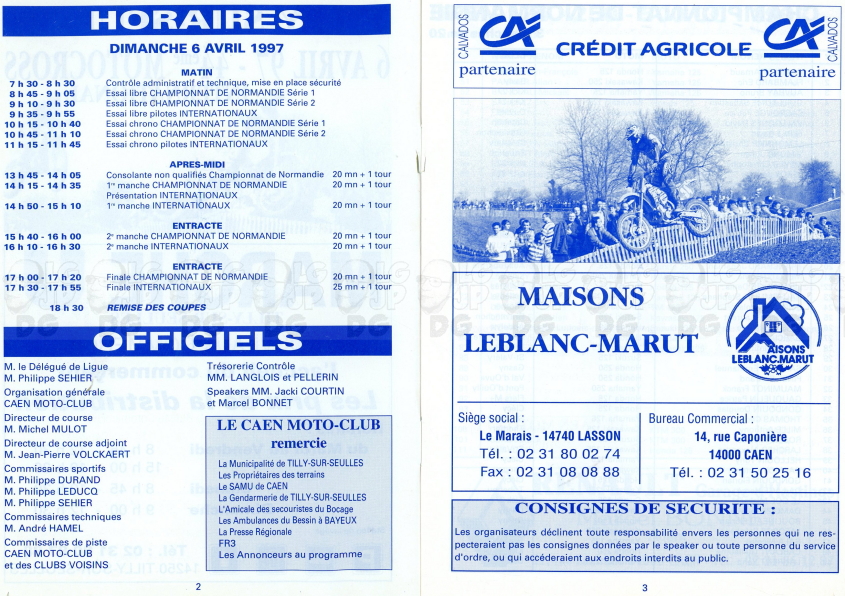 HORAIRES
DIMANCHE 6 AVRIL 1997
MATIN
7 h 30 - 8 h 30 Contrôle administratif et technique, mise en place sécurité
8 h 45 - 9 h 05 Essai libre CHAMPIONNAT DE NORMANDIE Série 1
9 h 10 - 9 h 30 Essai libre CHAMPIONNAT DE NORMANDIE Série 2
9 h 35 - 9 h 55 Essai libre pilotes INTERNATIONAUX
10 h 15 - 10 h 40 Essai chrono CHAMPIONNAT DE NORMANDIE Série 1
10 h 45 - 11 h 10 Essai chrono CHAMPIONNAT DE NORMANDIE Série 2
11 h 15 - 11 h 45 Essai chrono pilotes INTERNATIONAUX
APRES-MIDI
13 h 45 - 14 h 05 Consolante non qualifiés Championnat de Normandie 20 mn + 1 tour
14 h 15 - 14 h 35 1re manche CHAMPIONNAT DE NORMANDIE 20 mn + 1 tour
Présentation INTERNATIONAUX
14 h 50 - 15 h 10 1re manche INTERNATIONAUX 20 mn + 1 tour
ENTRACTE
15 h 40 - 16 h 00 2e manche CHAMPIONNAT DE NORMANDIE 20 mn + 1 tour
16 h 10 - 16 h 30 2e manche INTERNATIONAUX 20 mn + 1 tour
ENTRACTE
17 h 00 - 17 h 20 Finale CHAMPIONNAT DE NORMANDIE 20 mn + 1 tour
17 h 30 - 17 h 55 Finale INTERNATIONAUX 25 mn + 1 tour
18 h 30 REMISE DES COUPES
OFFICIELS
M. le Délégué de Ligue
M. Philippe SEHIER
Organisation générale
CAEN MOTO-CLUB
Directeur de course
M. Michel MULOT
Directeur de course adjoint
M. Jean-Pierre VOLCKAERT
Commissaires sportifs
M. Philippe DURAND
M. Philippe LEDUCQ
M. Philippe SEHIER
Commissaires techniques
M. André HAMEL
Commissaires de piste
CAEN MOTO-CLUB
et des CLUBS VOISINS
Trésorerie Contrôle
MM. LANGLOIS et PELLERIN
Speakers MM. Jacki COURTIN
et Marcel BONNET
LE CAEN MOTO-CLUB
remercie
La Municipalité de TILLY-SUR-SEULLES
Les Propriétaires des terrains
Le SAMU de CAEN
La Gendarmerie de TILLY-SUR-SEULLES
L'Amicale des secouristes du Bocage
Les Ambulances du Bessin à BAYEUX
La Presse Régionale
FR3
Les Annonceurs au programme
2
CA CALVADOS
partenaire
CRÉDIT AGRICOLE
CA CALVADOS
partenaire
MAISONS
LEBLANC-MARUT
MAISONS
LEBLANC.MARUT
Siège social :
Le Marais - 14740 LASSON
Tél. : 02 31 80 02 74
Fax : 02 31 08 08 88
Bureau Commercial :
14, rue Caponière
14000 CAEN
Tél. : 02 31 50 25 16
CONSIGNES DE SECURITE :
Les organisateurs déclinent toute responsabilité envers les personnes qui ne res-
pecteraient pas les consignes données par le speaker ou toute personne du service
d'ordre, ou qui accéderaient aux endroits interdits au public.
3